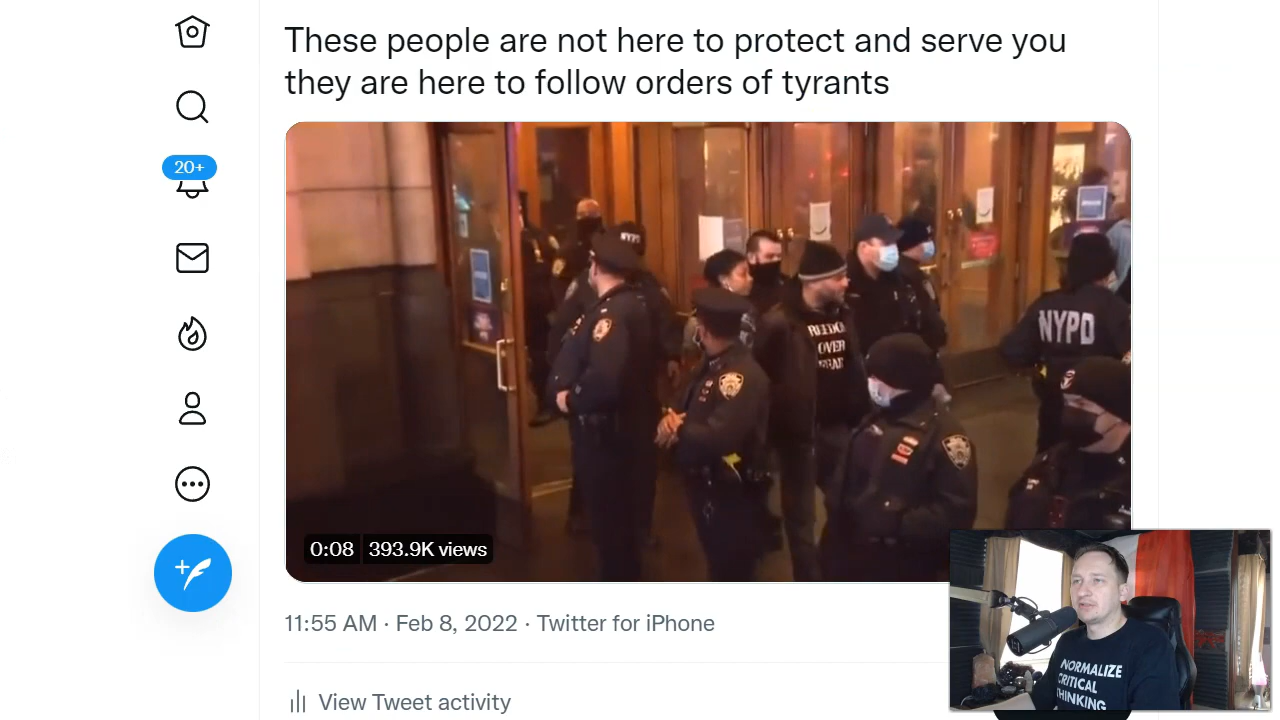 These people are not here to protect and serve you
they are here to follow orders of tyrants
20+
NYPD
OVER
NYPD
0:08 393.9K views
11:55 AM · Feb 8, 2022 · Twitter for iPhone
View Tweet activity
NORMALIZE
CRITICAL
THINKING